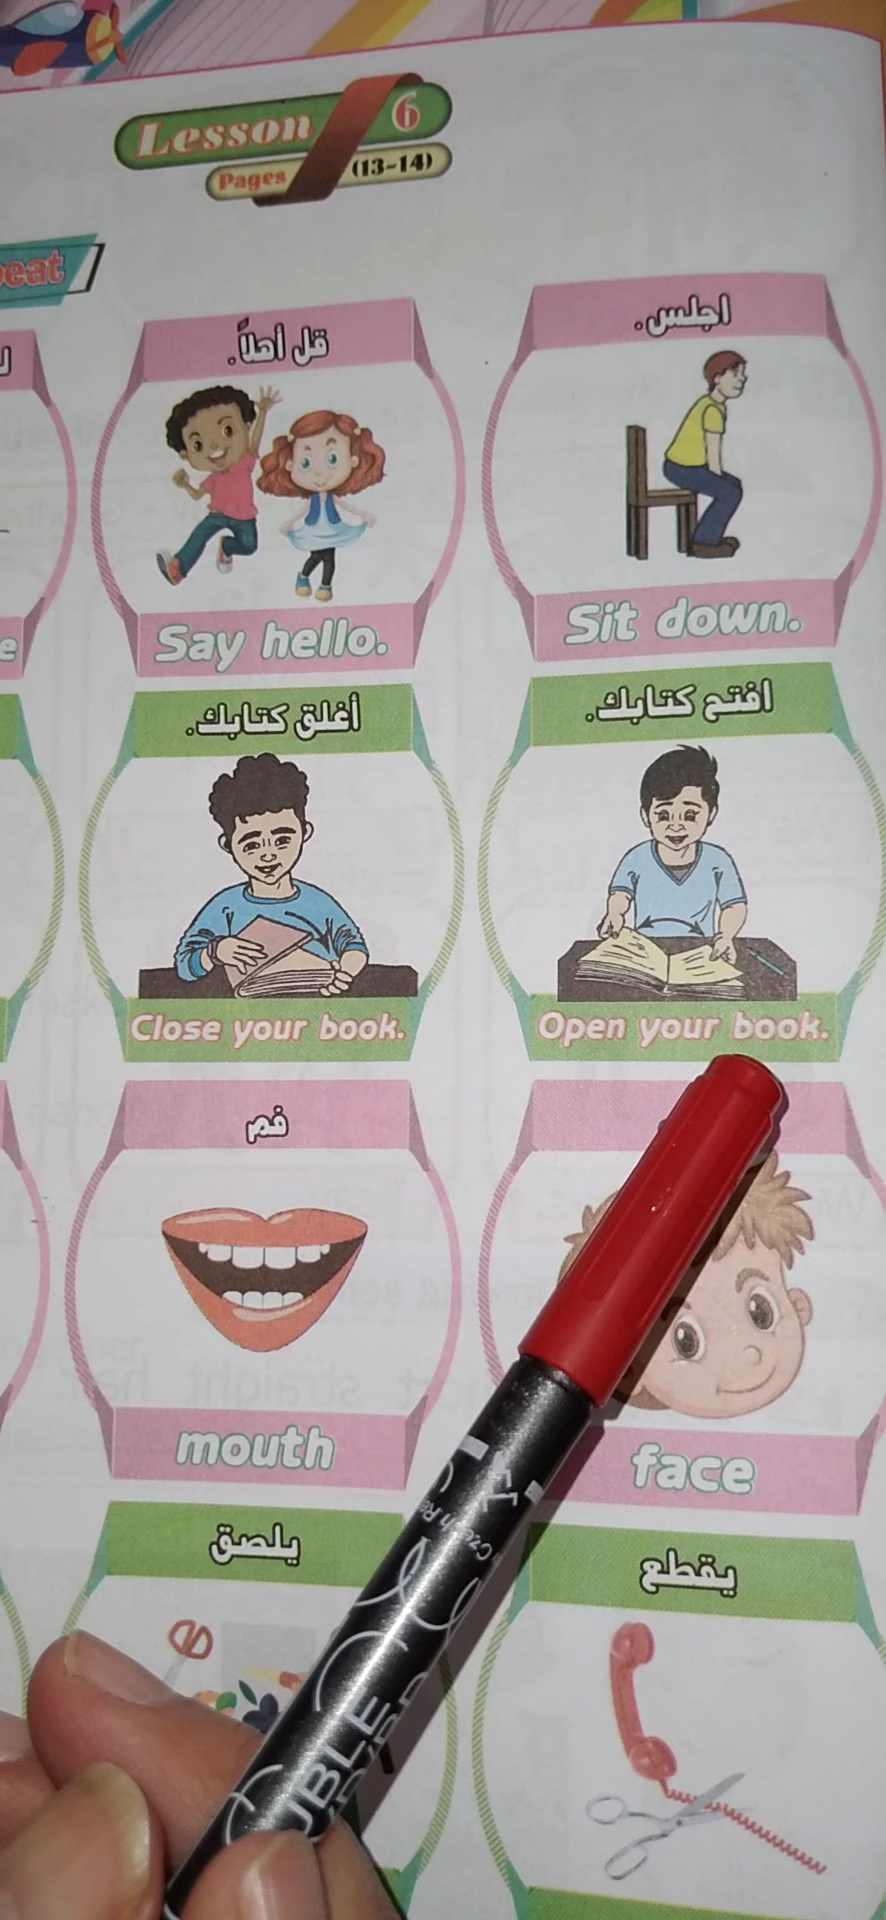 Lesson 6
Pages (13-14)
قل أهلاً.
اجلس.
Say hello.
Sit down.
أغلق كتابك.
افتح كتابك.
Close your book.
Open your book.
فم
mouth
face
يلصق
يقطع